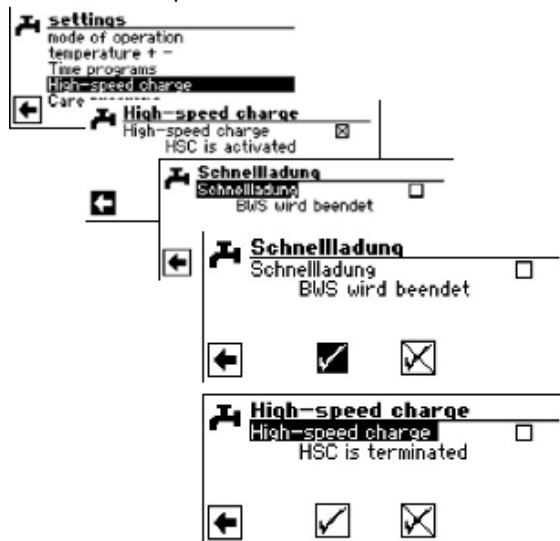 settings
mode of operation
temperature + -
Time programs
High-speed charge
Care
High-speed charge
High-speed charge
HSC is activated
Schnellladung
Schnellladung
BWS wird beendet
Schnellladung
Schnellladung
BWS wird beendet
High-speed charge
High-speed charge
HSC is terminated